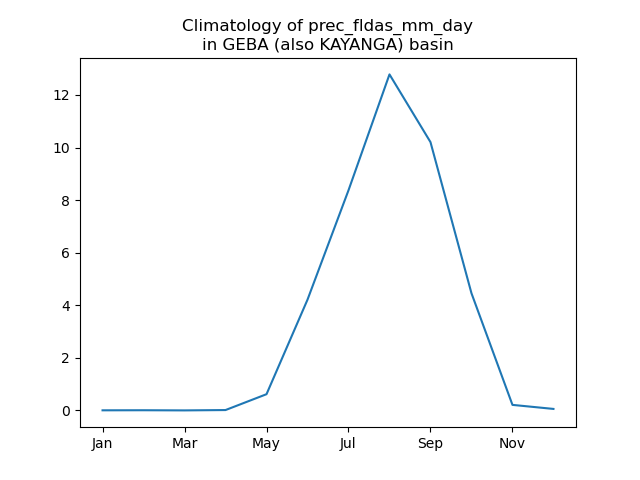 Climatology of prec_fldas_mm_day
in GEBA (also KAYANGA) basin
12
10
8
6
4
2
0
Jan Mar May Jul Sep Nov